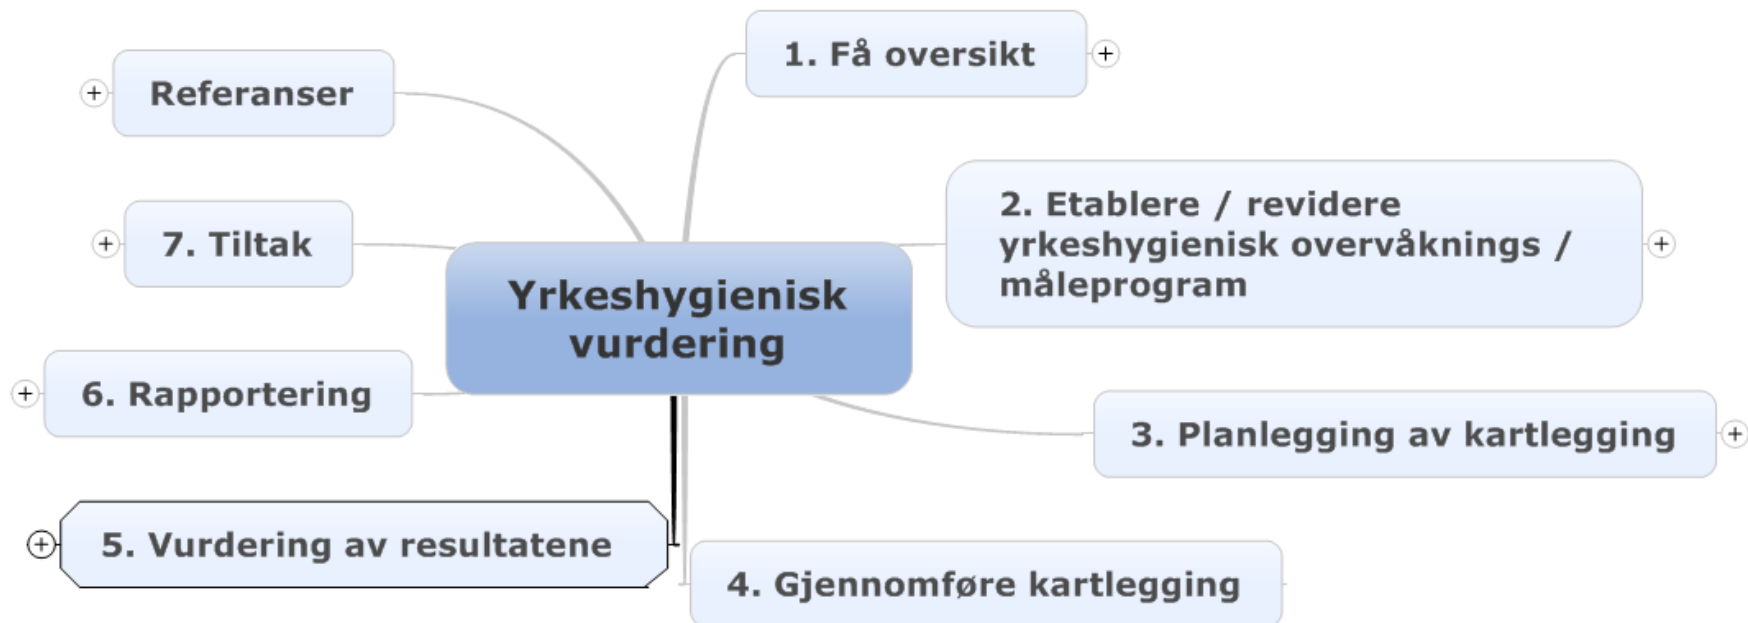 Yrkeshygienisk
vurdering
1. Få oversikt
2. Etablere / revidere
yrkeshygienisk overvåknings /
måleprogram
3. Planlegging av kartlegging
4. Gjennomføre kartlegging
5. Vurdering av resultatene
6. Rapportering
7. Tiltak
Referanser